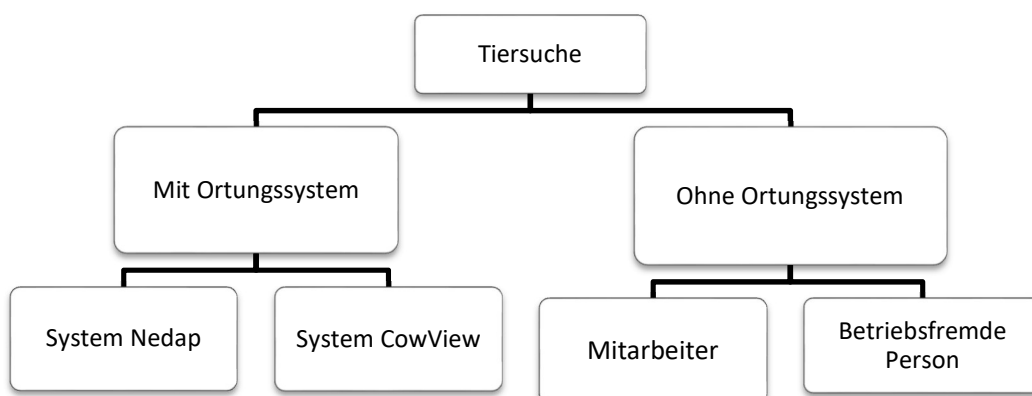 Tiersuche
Mit Ortungssystem
Ohne Ortungssystem
System Nedap
System CowView
Mitarbeiter
Betriebsfremde
Person